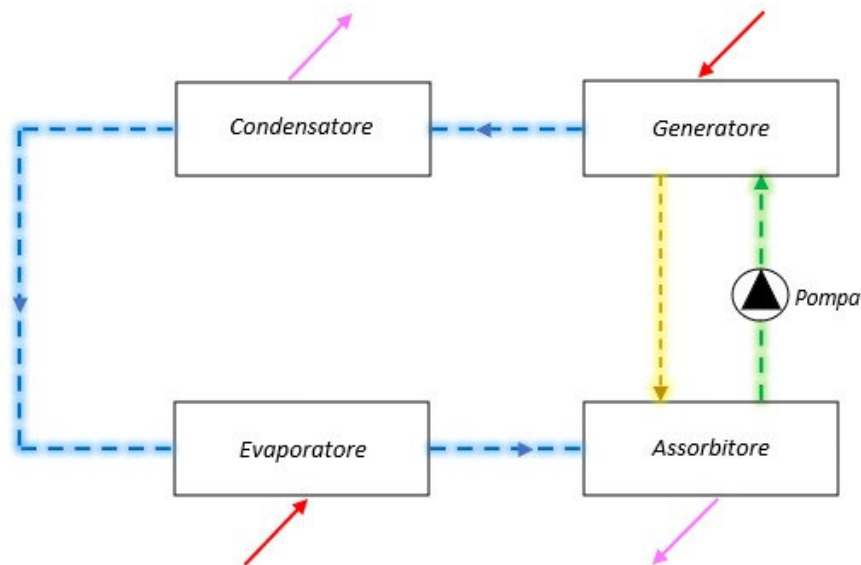 Condensatore
Generatore
Pompa
Evaporatore
Assorbitore